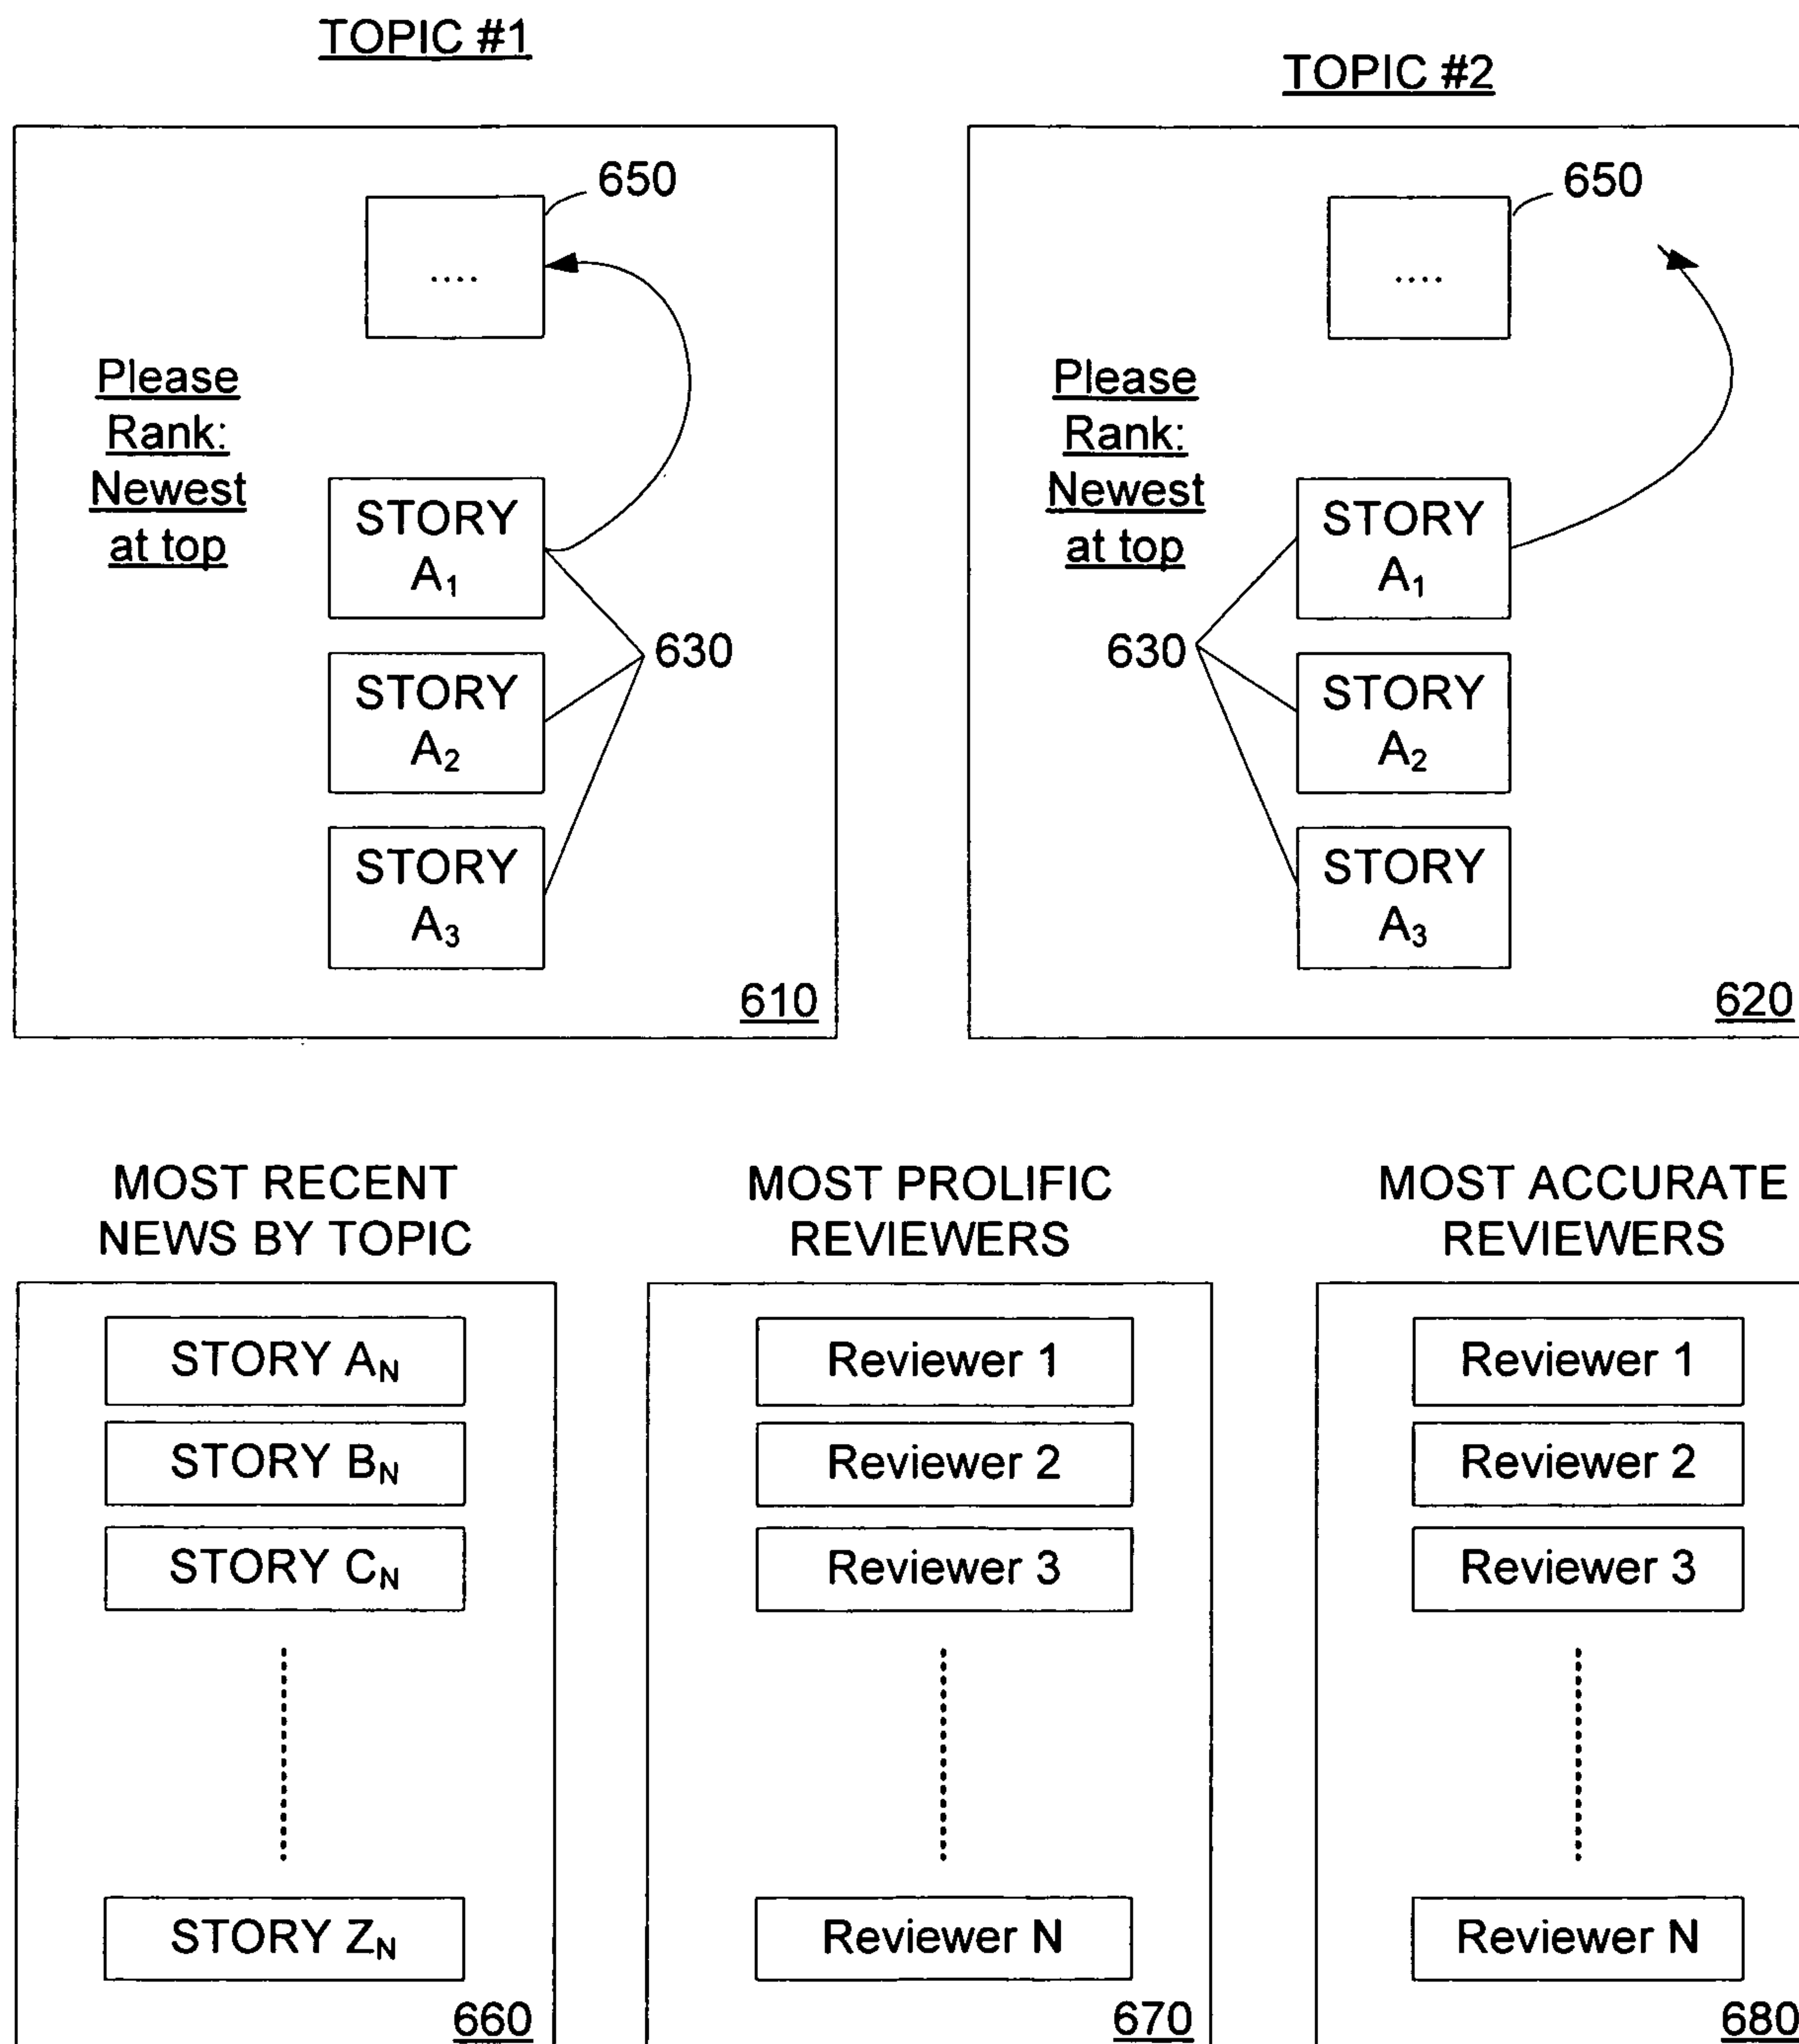 TOPIC #1
650
....
Please
Rank:
Newest
at top
STORY
A₁
630
STORY
A₂
STORY
A₃
610
TOPIC #2
650
....
Please
Rank:
Newest
at top
STORY
A₁
630
STORY
A₂
STORY
A₃
620
MOST RECENT
NEWS BY TOPIC
STORY Aₙ
STORY Bₙ
STORY Cₙ
STORY Zₙ
660
MOST PROLIFIC
REVIEWERS
Reviewer 1
Reviewer 2
Reviewer 3
Reviewer N
670
MOST ACCURATE
REVIEWERS
Reviewer 1
Reviewer 2
Reviewer 3
Reviewer N
680